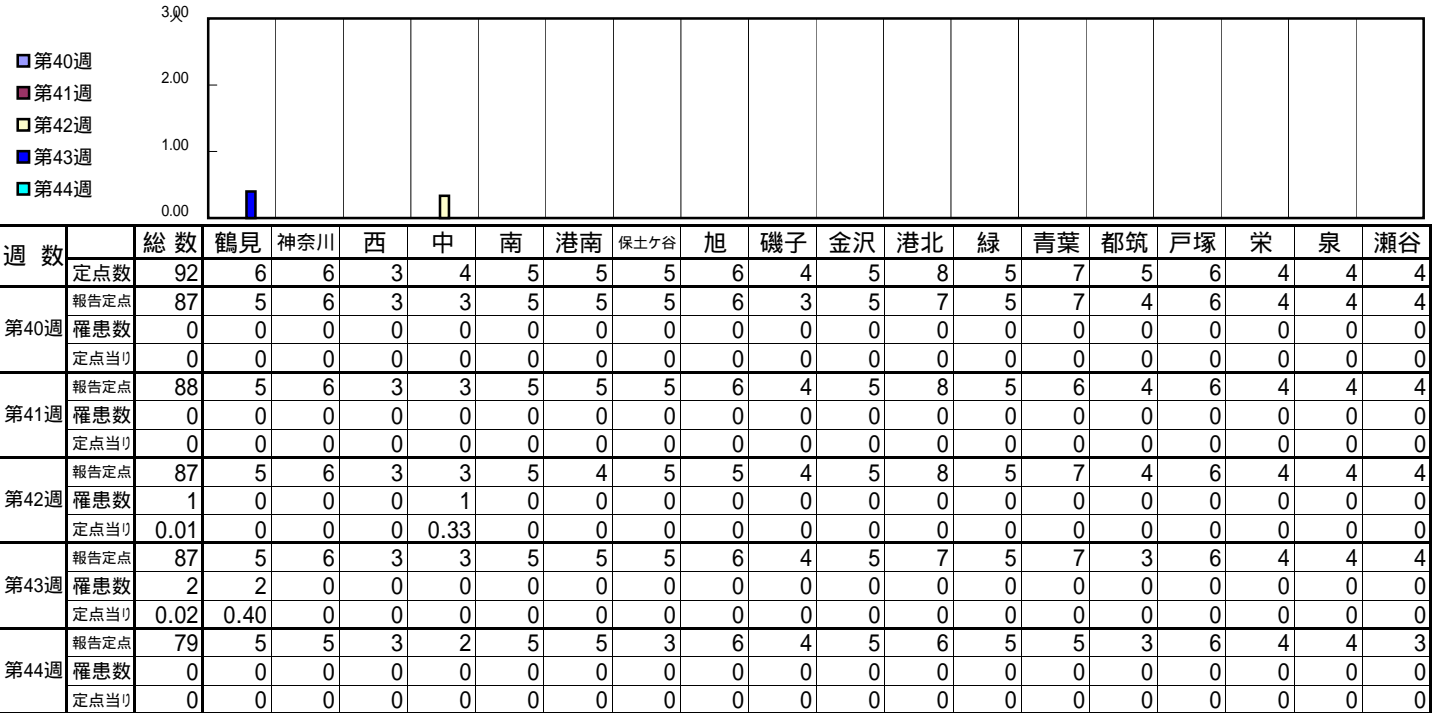 3.00
人
第40週
2.00
第41週
第42週
1.00
第43週
第44週
0.00
週 数 総 数 鶴見 神奈川 西 中 南 港南 保土ケ谷 旭 磯子 金沢 港北 緑 青葉 都筑 戸塚 栄 泉 瀬谷
定点数 92 6 6 3 4 5 5 5 6 4 5 8 5 7 5 6 4 4 4
第40週 報告定点 87 5 6 3 3 5 5 5 6 3 5 7 5 7 4 6 4 4 4
罹患数 0 0 0 0 0 0 0 0 0 0 0 0 0 0 0 0 0 0 0
定点当り 0 0 0 0 0 0 0 0 0 0 0 0 0 0 0 0 0 0 0
第41週 報告定点 88 5 6 3 3 5 5 5 6 4 5 8 5 6 4 6 4 4 4
罹患数 0 0 0 0 0 0 0 0 0 0 0 0 0 0 0 0 0 0 0
定点当り 0 0 0 0 0 0 0 0 0 0 0 0 0 0 0 0 0 0 0
第42週 報告定点 87 5 6 3 3 5 4 5 5 4 5 8 5 7 4 6 4 4 4
罹患数 1 0 0 0 1 0 0 0 0 0 0 0 0 0 0 0 0 0 0
定点当り 0.01 0 0 0 0.33 0 0 0 0 0 0 0 0 0 0 0 0 0 0
第43週 報告定点 87 5 6 3 3 5 5 5 6 4 5 7 5 7 3 6 4 4 4
罹患数 2 2 0 0 0 0 0 0 0 0 0 0 0 0 0 0 0 0 0
定点当り 0.02 0.40 0 0 0 0 0 0 0 0 0 0 0 0 0 0 0 0 0
第44週 報告定点 79 5 5 3 2 5 5 3 6 4 5 6 5 5 3 6 4 4 3
罹患数 0 0 0 0 0 0 0 0 0 0 0 0 0 0 0 0 0 0 0
定点当り 0 0 0 0 0 0 0 0 0 0 0 0 0 0 0 0 0 0 0